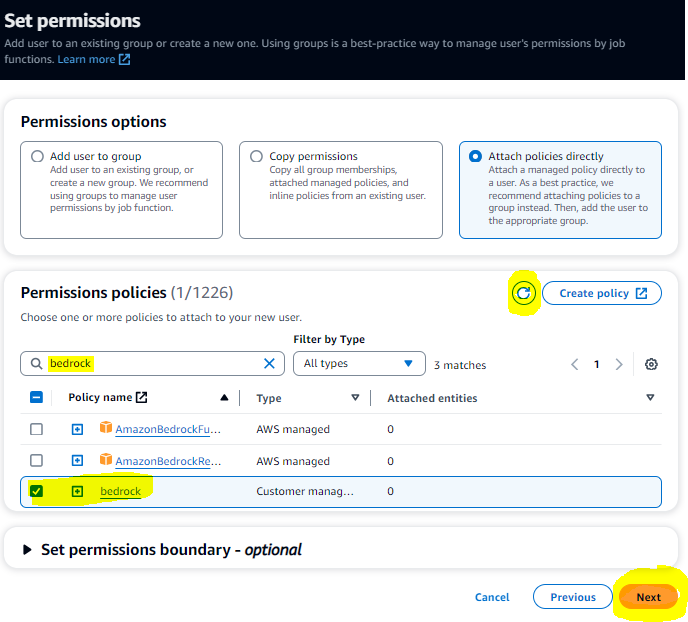 Set permissions
Add user to an existing group or create a new one. Using groups is a best-practice way to manage user's permissions by job
functions. Learn more
Permissions options
Add user to group
Add user to an existing group, or
create a new group. We recommend
using groups to manage user
permissions by job function.
Copy permissions
Copy all group memberships,
attached managed policies, and
inline policies from an existing user.
Attach policies directly
Attach a managed policy directly to
a user. As a best practice, we
recommend attaching policies to a
group instead. Then, add the user to
the appropriate group.
Permissions policies (1/1226)
Create policy
Choose one or more policies to attach to your new user.
Filter by Type
bedrock
All types
3 matches
1
Policy name
Type
Attached entities
AmazonBedrockFu...
AWS managed
0
AmazonBedrockRe...
AWS managed
0
bedrock
Customer manag...
0
Set permissions boundary - optional
Cancel
Previous
Next